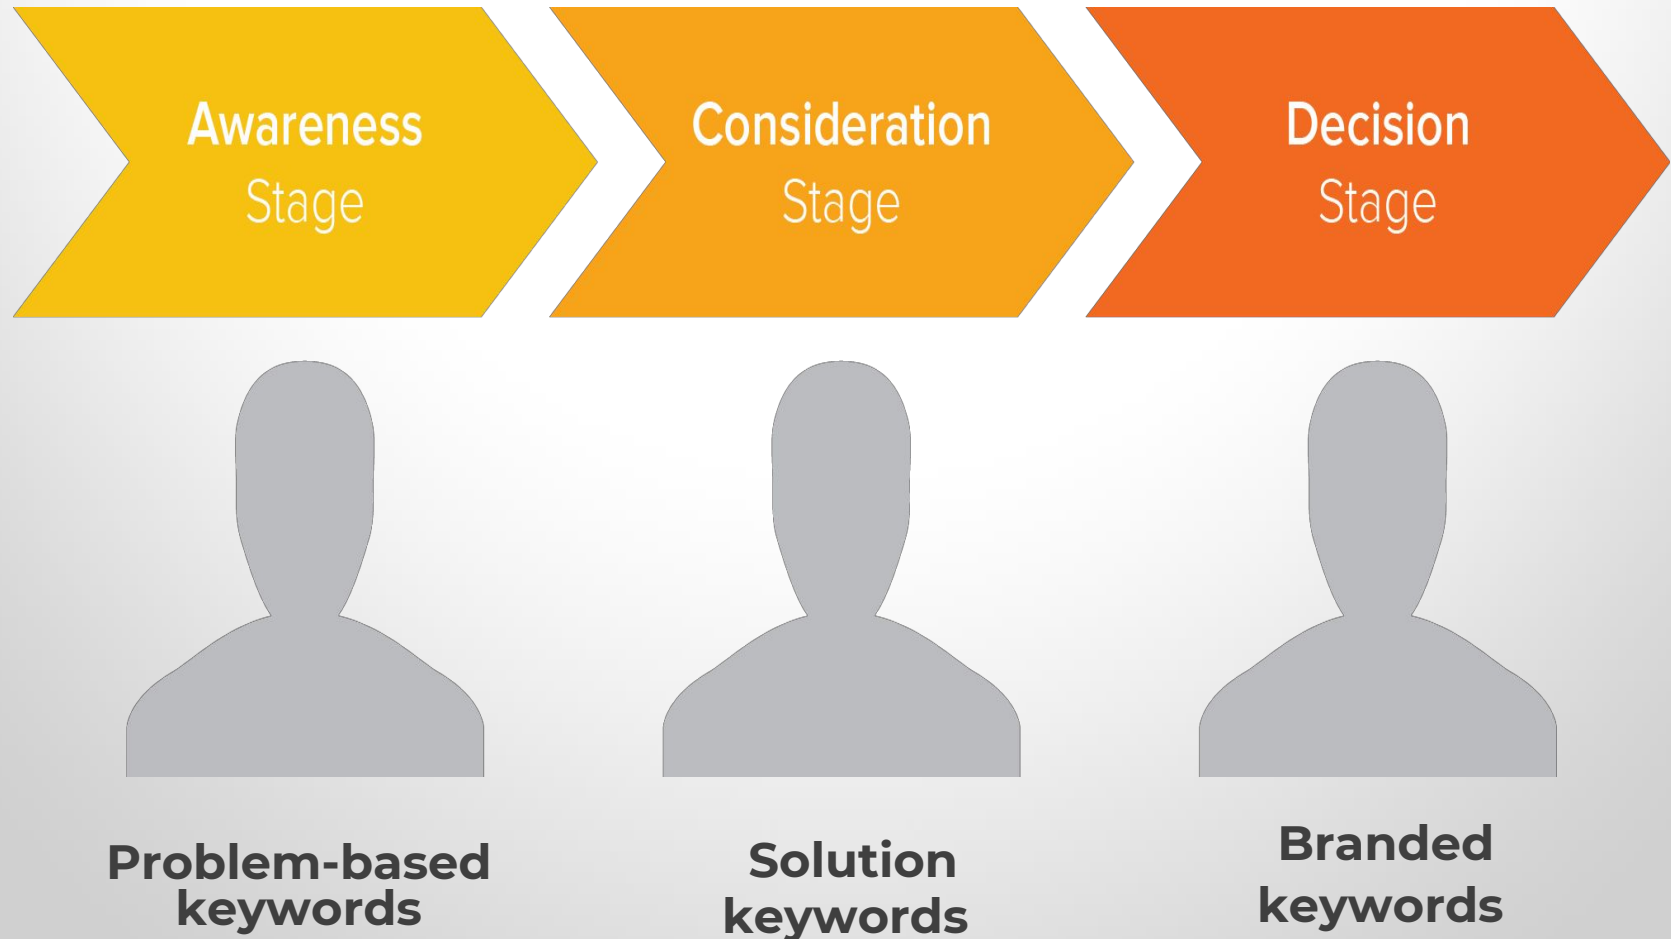 Awareness
Stage
Consideration
Stage
Decision
Stage
Problem-based
keywords
Solution
keywords
Branded
keywords